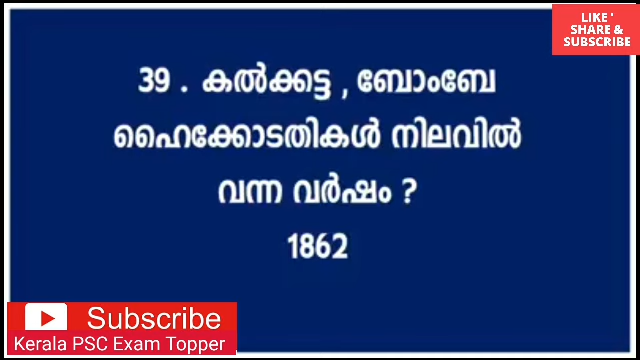 LIKE '
SHARE &
SUBSCRIBE
39 . കൽക്കട്ട , ബോംബേ
ഹൈക്കോടതികൾ നിലവിൽ
വന്ന വർഷം ?
1862
Subscribe
Kerala PSC Exam Topper